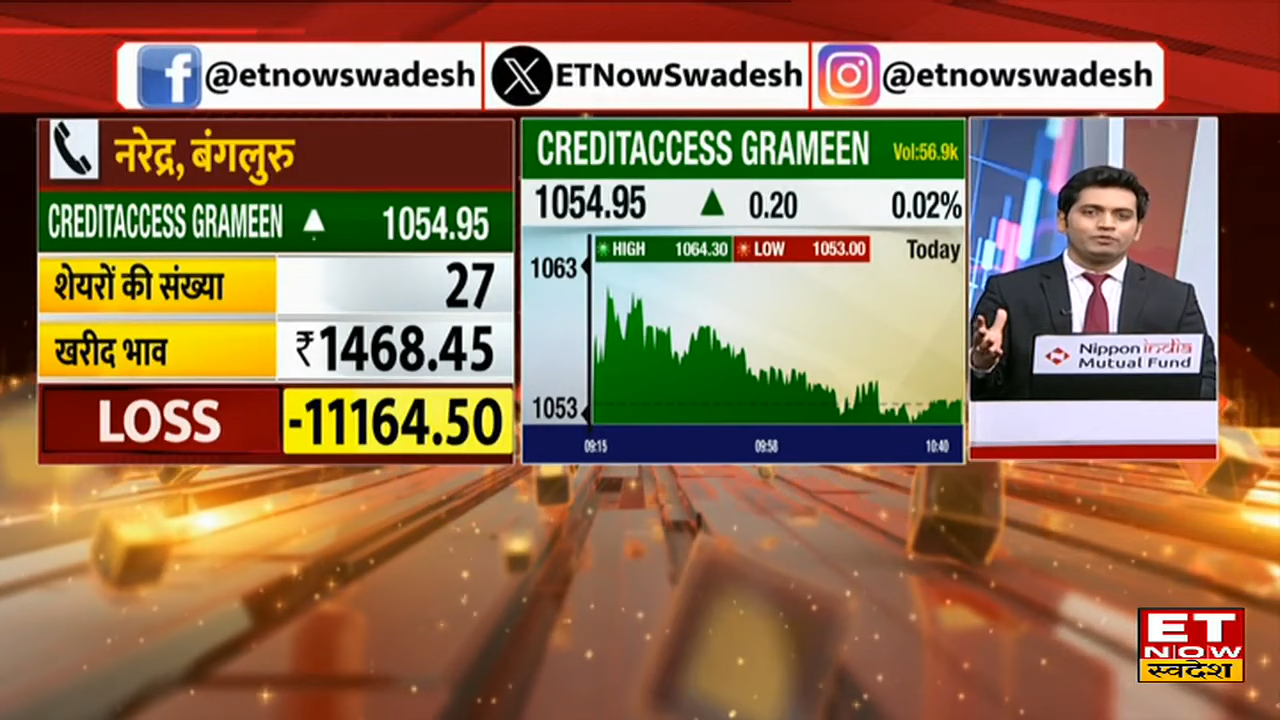 @etnowswadesh
ETNowSwadesh
@etnowswadesh
नरेद्र, बंगलुरु
CREDITACCESS GRAMEEN ▲ 1054.95
शेयरों की संख्या 27
खरीद भाव ₹1468.45
LOSS -11164.50
CREDITACCESS GRAMEEN Vol:56.9k
1054.95 ▲ 0.20 0.02%
HIGH 1064.30 LOW 1053.00 Today
1063
1053
09:15 09:58 10:40
Nippon india
Mutual Fund
ET
NOW
स्वदेश